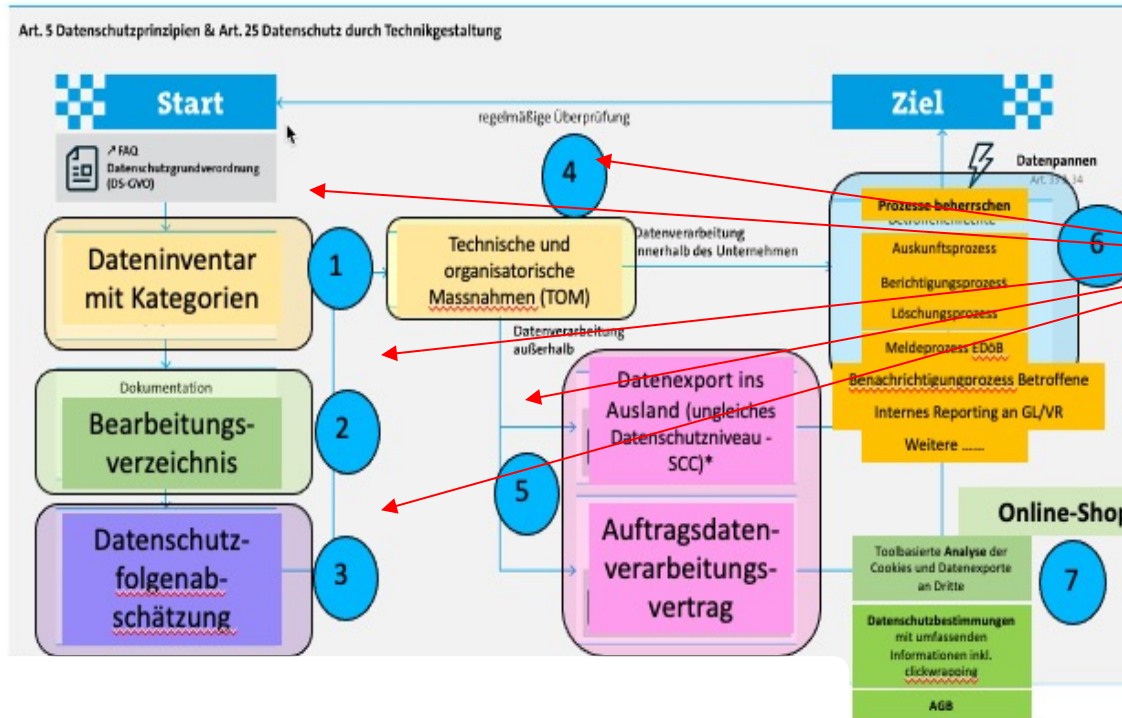 Art. 5 Datenschutzprinzipien & Art. 25 Datenschutz durch Technikgestaltung
Start
Ziel
regelmäßige Überprüfung
↗ FAQ
Datenschutzgrundverordnung
(DS-GVO)
4
Datenpannen
Art. 33 & 34
Dateninventar
mit Kategorien
1
Technische und
organisatorische
Massnahmen (TOM)
Datenverarbeitung
innerhalb des Unternehmen
Datenverarbeitung
außerhalb
Prozesse beherrschen
Betroffenenrechte
Auskunftsprozess
Berichtigungsprozess
Löschungsprozess
Meldeprozess EDöB
Benachrichtigungprozess Betroffene
Internes Reporting an GL/VR
Weitere ......
6
Dokumentation
Bearbeitungs-
verzeichnis
2
Datenexport ins
Ausland (ungleiches
Datenschutzniveau -
SCC)*
5
Datenschutz-
folgenab-
schätzung
3
Auftragsdaten-
verarbeitungs-
vertrag
Online-Shop
Toolbasierte Analyse der
Cookies und Datenexporte
an Dritte
7
Datenschutzbestimmungen
mit umfassenden
Informationen inkl.
clickwrapping
AGB